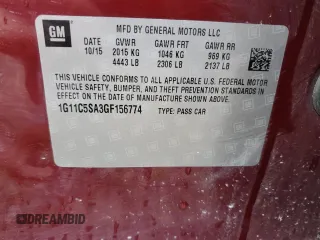 GM
MFD BY GENERAL MOTORS LLC
DATE GVWR GAWR FRT GAWR RR
10/15 2015 KG 1046 KG 969 KG
4443 LB 2306 LB 2137 LB
THIS VEHICLE CONFORMS TO ALL APPLICABLE U.S. FEDERAL MOTOR
VEHICLE SAFETY, BUMPER, AND THEFT PREVENTION STANDARDS IN
EFFECT ON THE DATE OF MANUFACTURE SHOWN ABOVE.
1G11C5SA3GF156774 TYPE: PASS CAR
DREAMBID